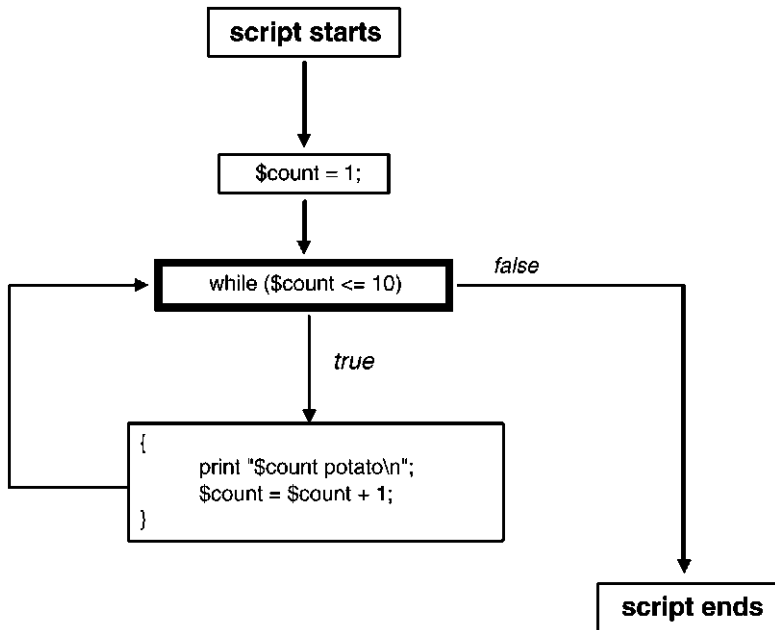 script starts
$count = 1;
while ($count <= 10)
false
true
{
print "$count potato\n";
$count = $count + 1;
}
script ends